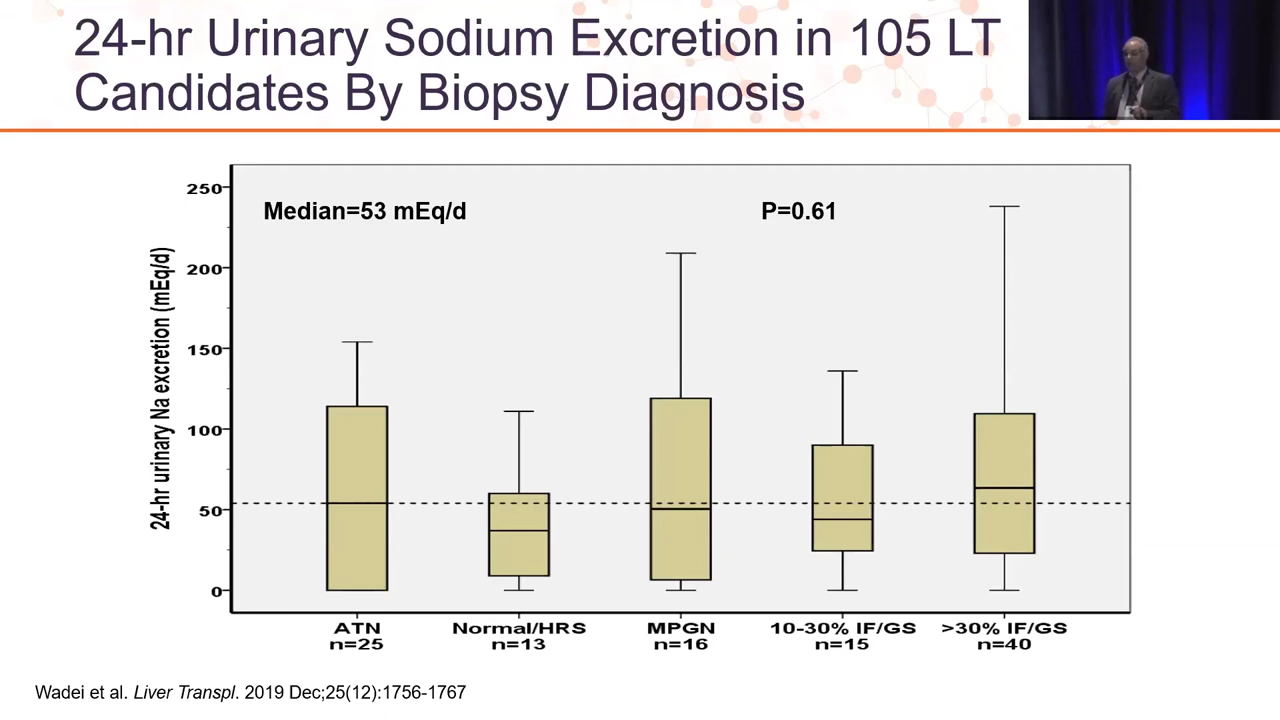 24-hr Urinary Sodium Excretion in 105 LT
Candidates By Biopsy Diagnosis
Median=53 mEq/d
P=0.61
24-hr urinary Na excretion (mEq/d)
250
200
150
100
50
0
ATN
n=25
Normal/HRS
n=13
MPGN
n=16
10-30% IF/GS
n=15
>30% IF/GS
n=40
Wadei et al. Liver Transpl. 2019 Dec;25(12):1756-1767